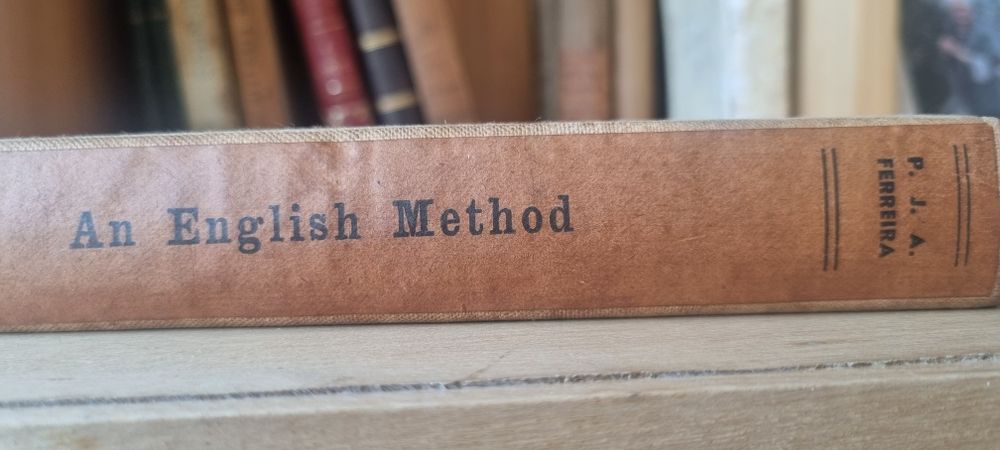 An English Method
P. J. A.
FERREIRA